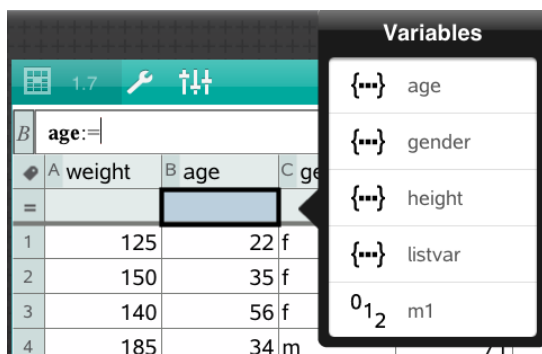 Variables
1.7
B age:=
A weight B age C ge
=
1 125 22 f
2 150 35 f
3 140 56 f
4 185 34 m
{...} age
{...} gender
{...} height
{...} listvar
012 m1